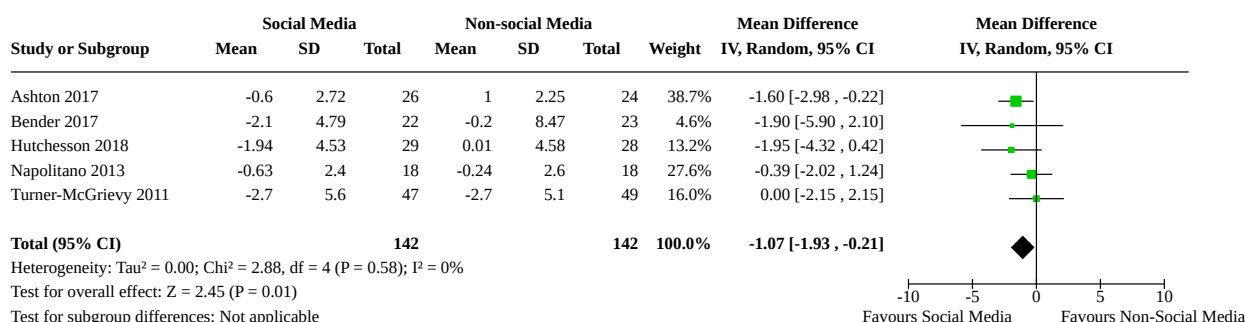 Social Media Non-social Media Mean Difference Mean Difference
Study or Subgroup Mean SD Total Mean SD Total Weight IV, Random, 95% CI IV, Random, 95% CI
Ashton 2017 -0.6 2.72 26 1 2.25 24 38.7% -1.60 [-2.98 , -0.22]
Bender 2017 -2.1 4.79 22 -0.2 8.47 23 4.6% -1.90 [-5.90 , 2.10]
Hutchesson 2018 -1.94 4.53 29 0.01 4.58 28 13.2% -1.95 [-4.32 , 0.42]
Napolitano 2013 -0.63 2.4 18 -0.24 2.6 18 27.6% -0.39 [-2.02 , 1.24]
Turner-McGrievy 2011 -2.7 5.6 47 -2.7 5.1 49 16.0% 0.00 [-2.15 , 2.15]
Total (95% CI) 142 142 100.0% -1.07 [-1.93 , -0.21]
Heterogeneity: Tau² = 0.00; Chi² = 2.88, df = 4 (P = 0.58); I² = 0%
Test for overall effect: Z = 2.45 (P = 0.01) -10 -5 0 5 10
Test for subgroup differences: Not applicable Favours Social Media Favours Non-Social Media